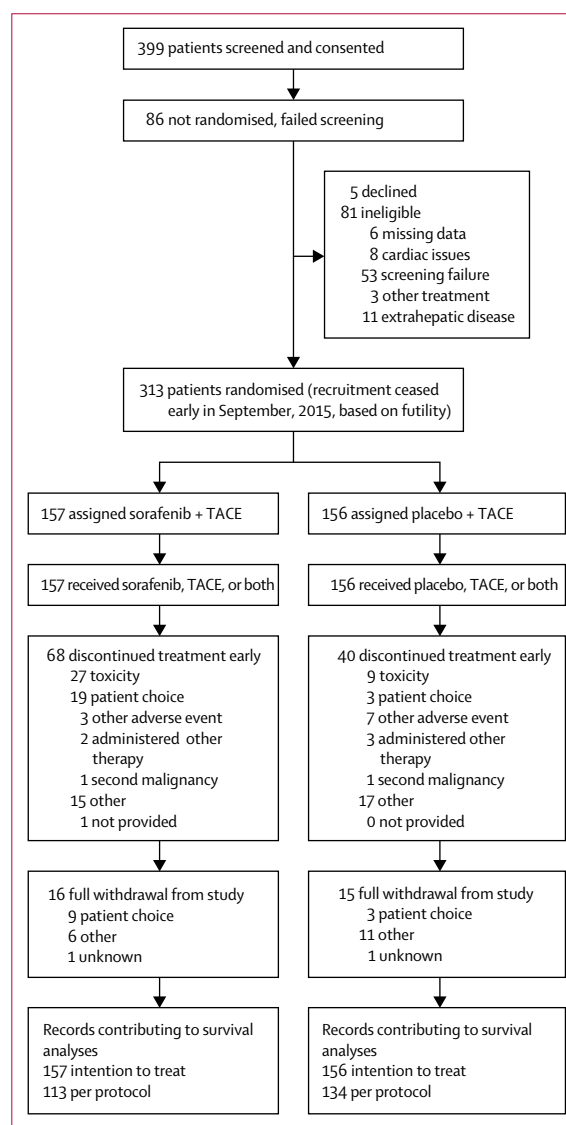 399 patients screened and consented
86 not randomised, failed screening
5 declined
81 ineligible
6 missing data
8 cardiac issues
53 screening failure
3 other treatment
11 extrahepatic disease
313 patients randomised (recruitment ceased
early in September, 2015, based on futility)
157 assigned sorafenib + TACE
156 assigned placebo + TACE
157 received sorafenib, TACE, or both
156 received placebo, TACE, or both
68 discontinued treatment early
27 toxicity
19 patient choice
3 other adverse event
2 administered other
therapy
1 second malignancy
15 other
1 not provided
40 discontinued treatment early
9 toxicity
3 patient choice
7 other adverse event
3 administered other
therapy
1 second malignancy
17 other
0 not provided
16 full withdrawal from study
9 patient choice
6 other
1 unknown
15 full withdrawal from study
3 patient choice
11 other
1 unknown
Records contributing to survival
analyses
157 intention to treat
113 per protocol
Records contributing to survival
analyses
156 intention to treat
134 per protocol